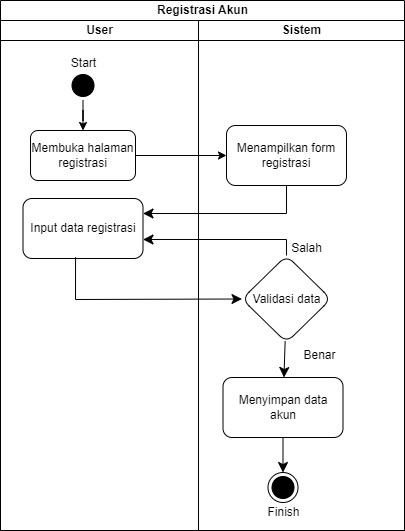 Registrasi Akun
User
Sistem
Start
Membuka halaman
registrasi
Menampilkan form
registrasi
Input data registrasi
Salah
Validasi data
Benar
Menyimpan data
akun
Finish